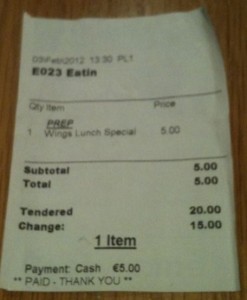 03Feb2012 13:30 PLT
E023 Eatin
Qty Item Price
PREP
1 Wings Lunch Special 5.00
Subtotal 5.00
Total 5.00
Tendered 20.00
Change: 15.00
1 Item
Payment: Cash €5.00
** PAID - THANK YOU **